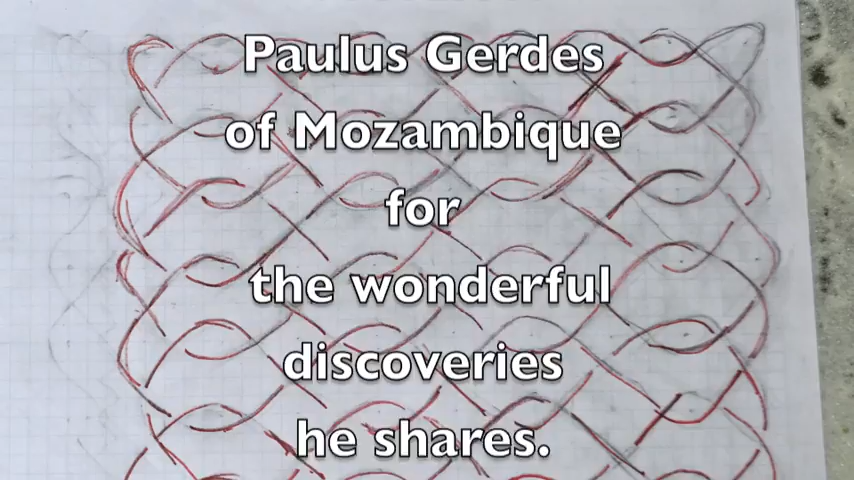 Paulus Gerdes
of Mozambique
for
the wonderful
discoveries
he shares.